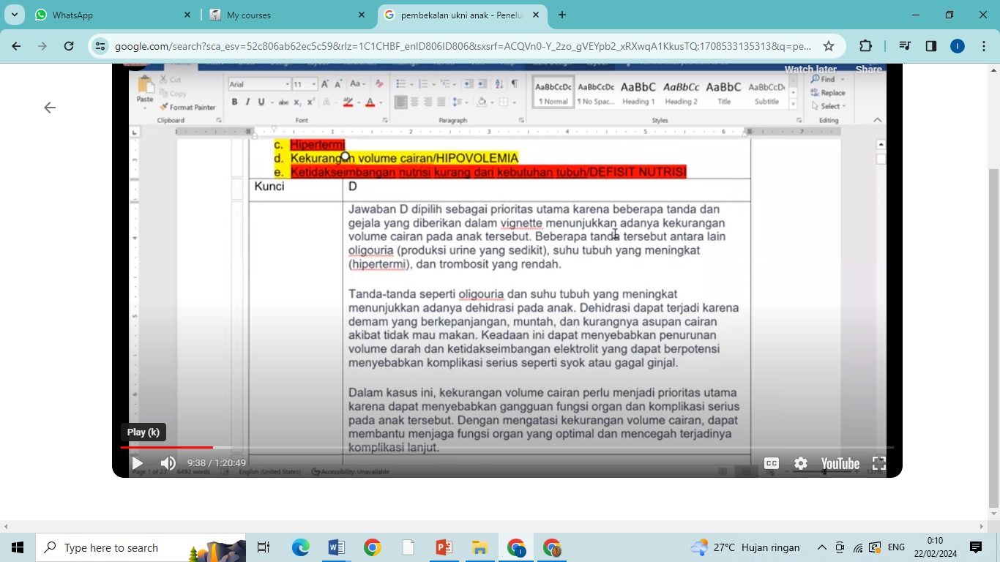 WhatsApp
My courses
pembekalan ukni anak - Penelu
google.com/search?sca_esv=52c806ab62ec5c59&rlz=1C1CHBF_enID806ID806&sxsrf=ACQVn0-Y_2zo_gVEYpb2_xRXwqA1KkusTQ:1708533135313&q=pe...
Watch later
Share
Paste
Cut
Copy
Format Painter
Clipboard
Arial
11
Font
Paragraph
AaBbCcDc AaBbCcDc AaBbC AaBbCc AaBbC AaBbCcD
¶ Normal ¶ No Spac... Heading 1 Heading 2 Title Subtitle
Styles
Find
Replace
Select
Editing
1 2 3 4 5 6 7
c. Hipertermi
d. Kekurangan volume cairan/HIPOVOLEMIA
e. Ketidakseimbangan nutrisi kurang dari kebutuhan tubuh/DEFISIT NUTRISI
Kunci D
Jawaban D dipilih sebagai prioritas utama karena beberapa tanda dan
gejala yang diberikan dalam vignette menunjukkan adanya kekurangan
volume cairan pada anak tersebut. Beberapa tanda tersebut antara lain
oligouria (produksi urine yang sedikit), suhu tubuh yang meningkat
(hipertermi), dan trombosit yang rendah.
Tanda-tanda seperti oligouria dan suhu tubuh yang meningkat
menunjukkan adanya dehidrasi pada anak. Dehidrasi dapat terjadi karena
demam yang berkepanjangan, muntah, dan kurangnya asupan cairan
akibat tidak mau makan. Keadaan ini dapat menyebabkan penurunan
volume darah dan ketidakseimbangan elektrolit yang dapat berpotensi
menyebabkan komplikasi serius seperti syok atau gagal ginjal.
Dalam kasus ini, kekurangan volume cairan perlu menjadi prioritas utama
karena dapat menyebabkan gangguan fungsi organ dan komplikasi serius
pada anak tersebut. Dengan mengatasi kekurangan volume cairan, dapat
membantu menjaga fungsi organ yang optimal dan mencegah terjadinya
komplikasi lanjut.
Play (k)
9:38 / 1:20:49
CC
YouTube
Page 1 of 23 6492 words English (United States) Accessibility: Unavailable
137%
Type here to search
27°C Hujan ringan
ENG
0:10
22/02/2024